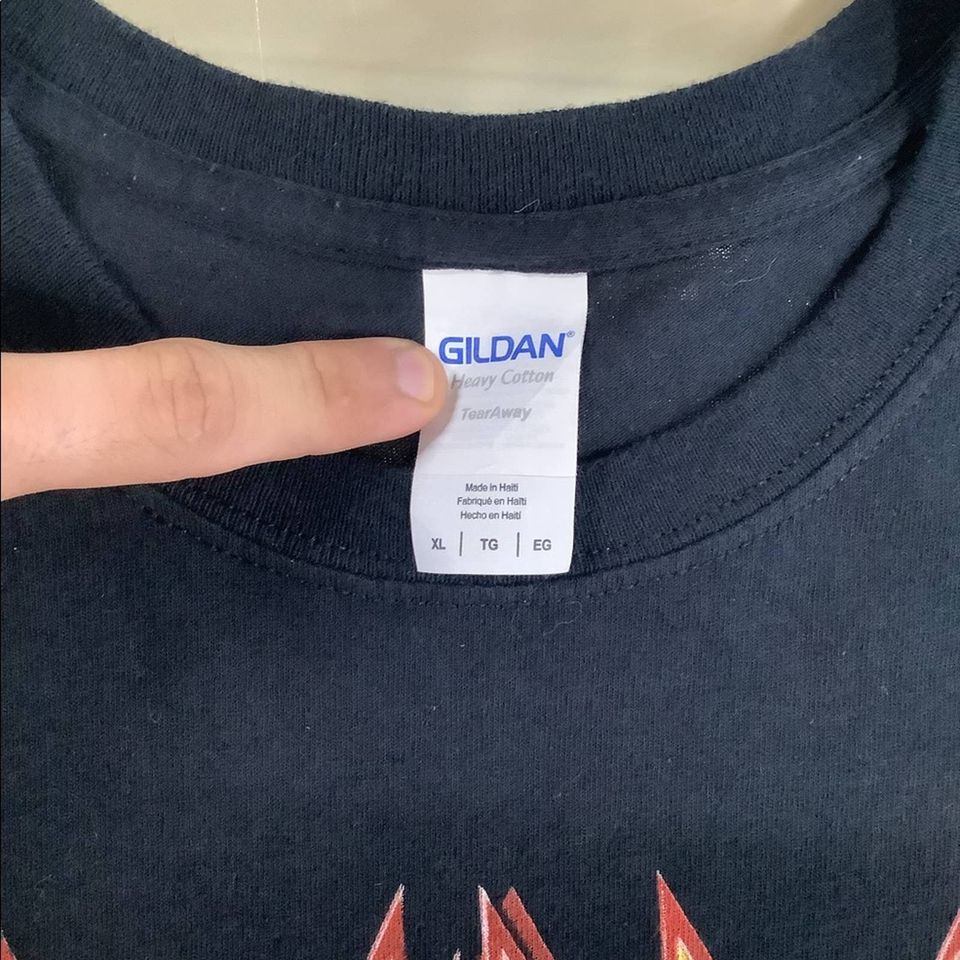 GILDAN®
Heavy Cotton
TearAway
Made in Haiti
Fabriqué en Haïti
Hecho en Haití
XL | TG | EG